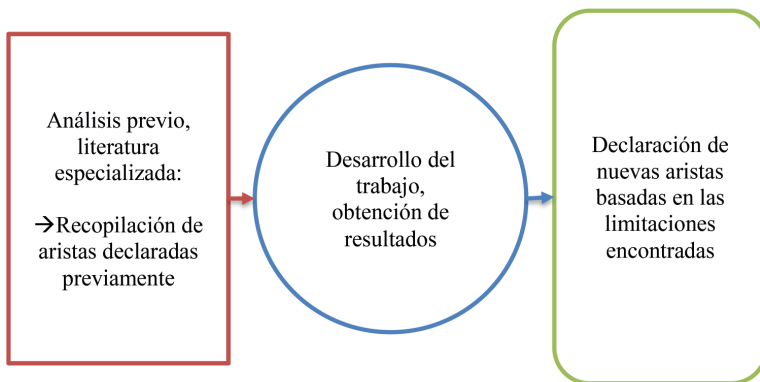 Análisis previo,
literatura
especializada:
→Recopilación de
aristas declaradas
previamente
Desarrollo del
trabajo,
obtención de
resultados
Declaración de
nuevas aristas
basadas en las
limitaciones
encontradas